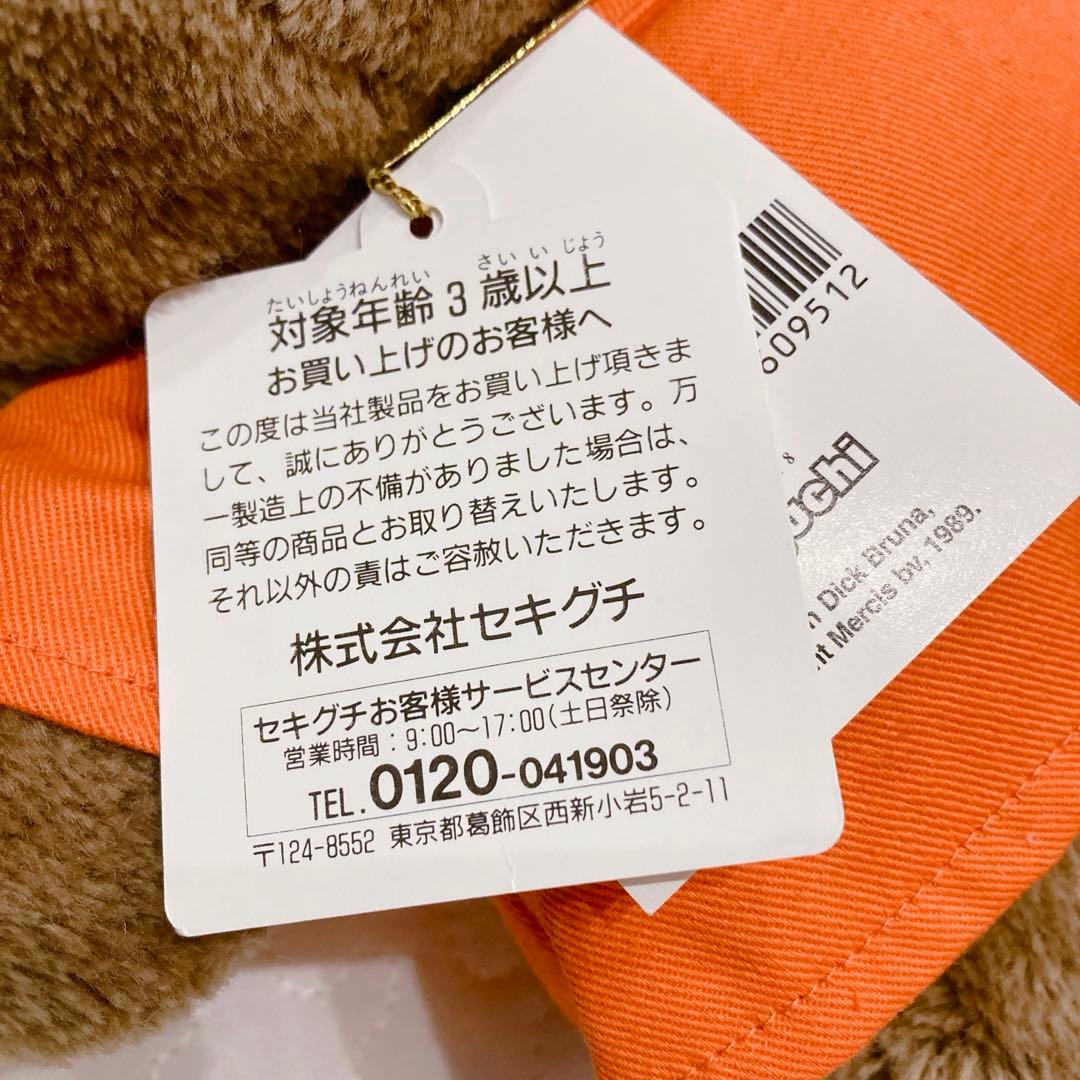 たいしょうねんれい さいいじょう
対象年齢3歳以上
お買い上げのお客様へ
この度は当社製品をお買い上げ頂きま
して、誠にありがとうございます。万
一製造上の不備がありました場合は、
同等の商品とお取り替えいたします。
それ以外の責はご容赦いただきます。
株式会社セキグチ
セキグチお客様サービスセンター
営業時間：9:00〜17:00(土日祭除)
TEL.0120-041903
〒124-8552 東京都葛飾区西新小岩5-2-11
609512
8
Dick Bruna,
Mercis bv, 1989.